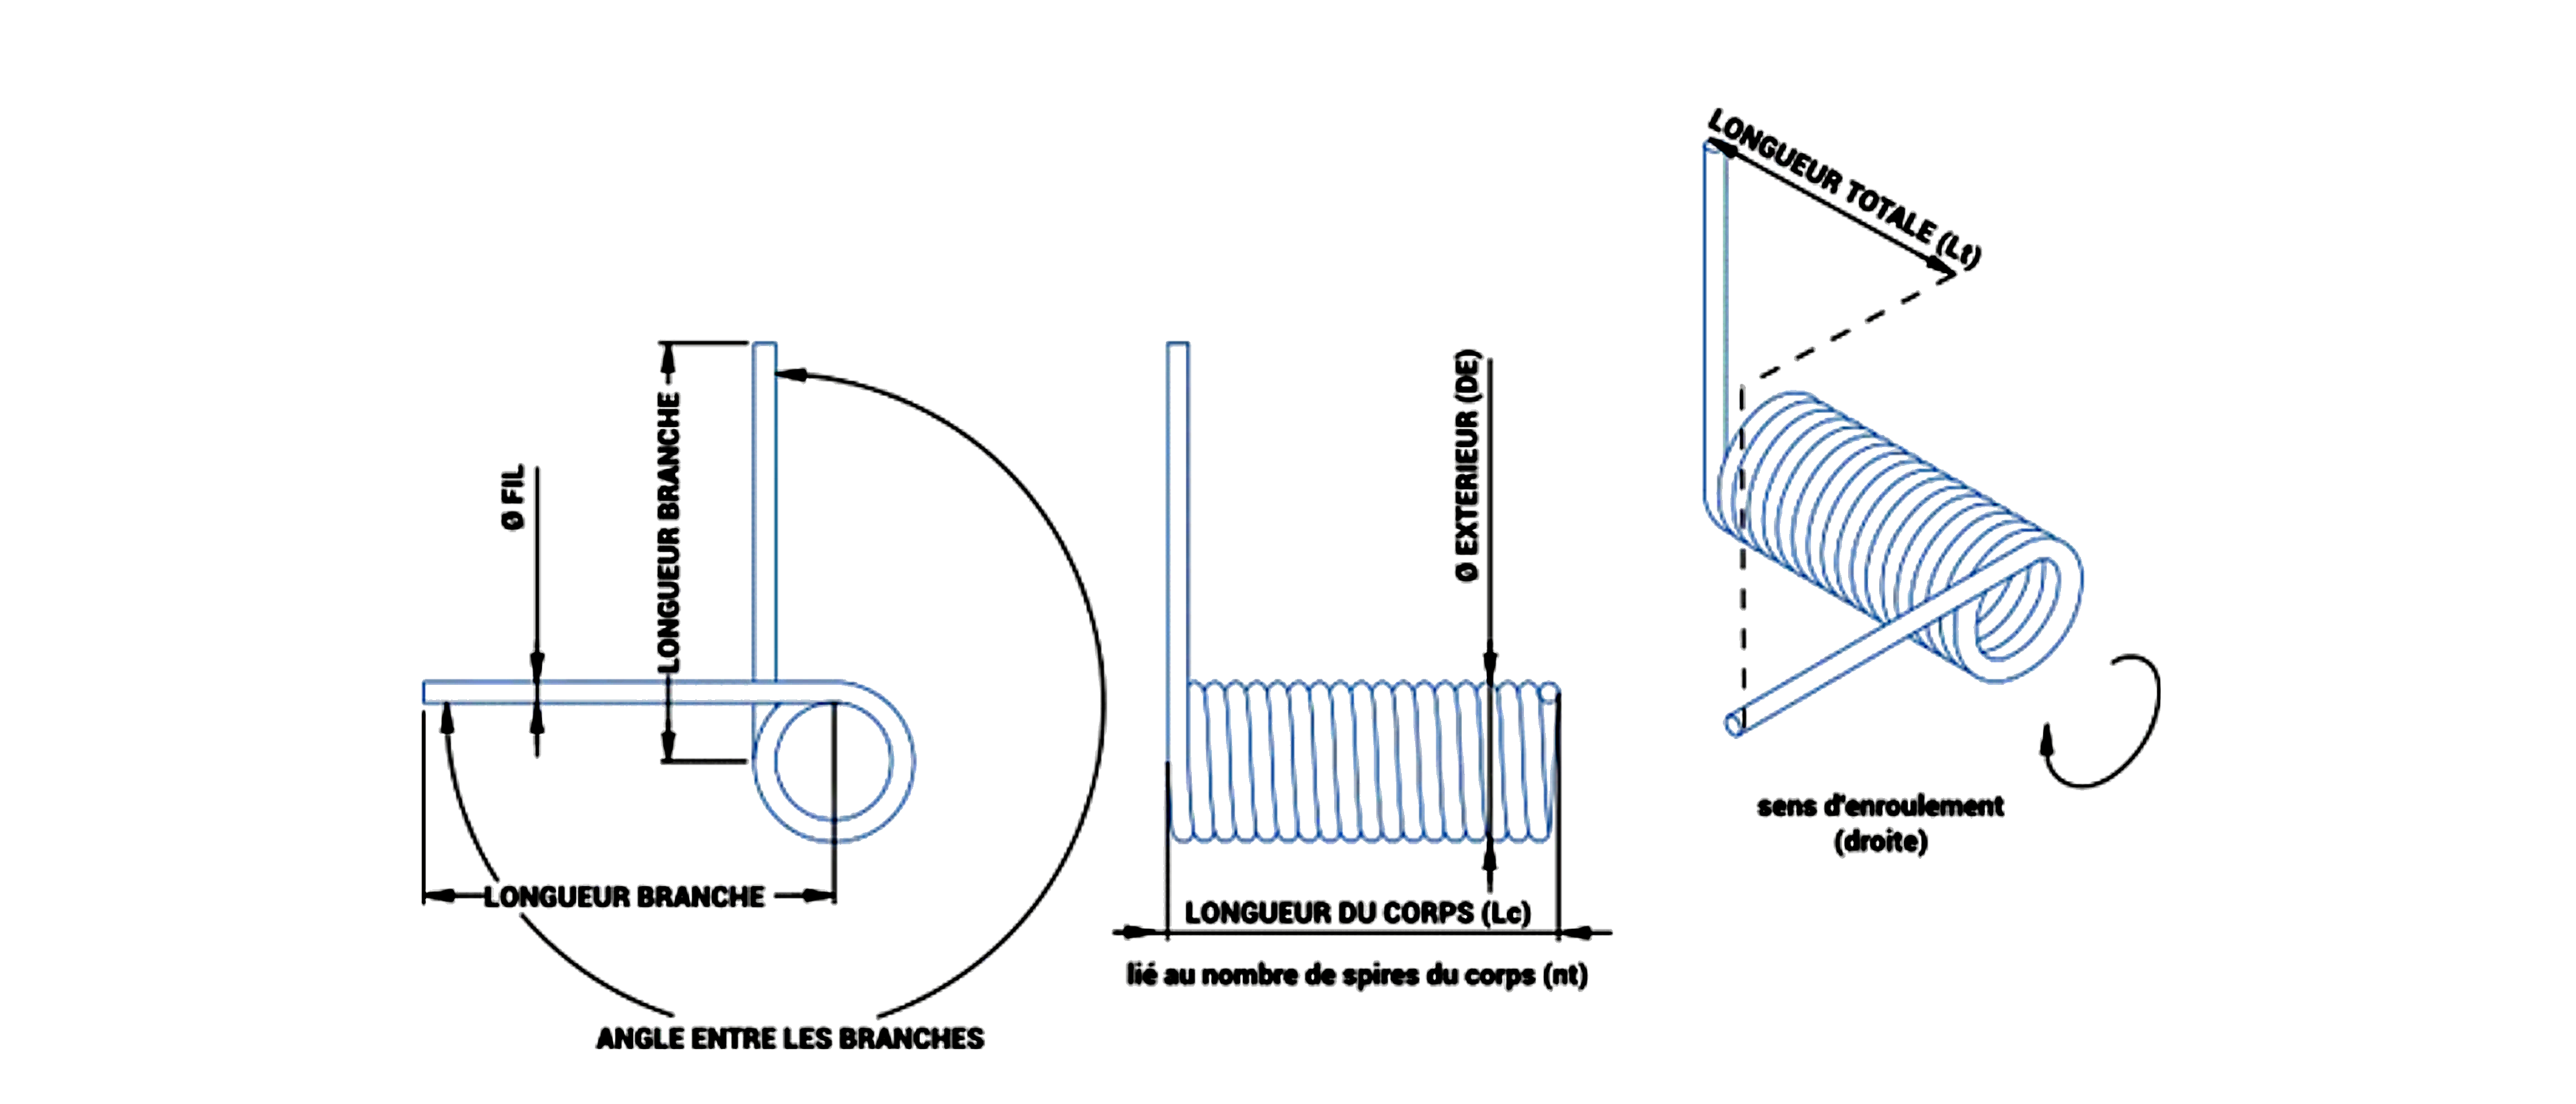 LONGUEUR TOTALE (Lt)
Ø FIL
LONGUEUR BRANCHE
Ø EXTERIEUR (DE)
sens d'enroulement
(droite)
LONGUEUR BRANCHE
LONGUEUR DU CORPS (Lc)
lié au nombre de spires du corps (nt)
ANGLE ENTRE LES BRANCHES